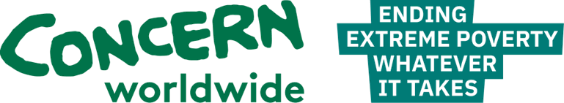 CONCERN
worldwide
ENDING
EXTREME POVERTY
WHATEVER
IT TAKES